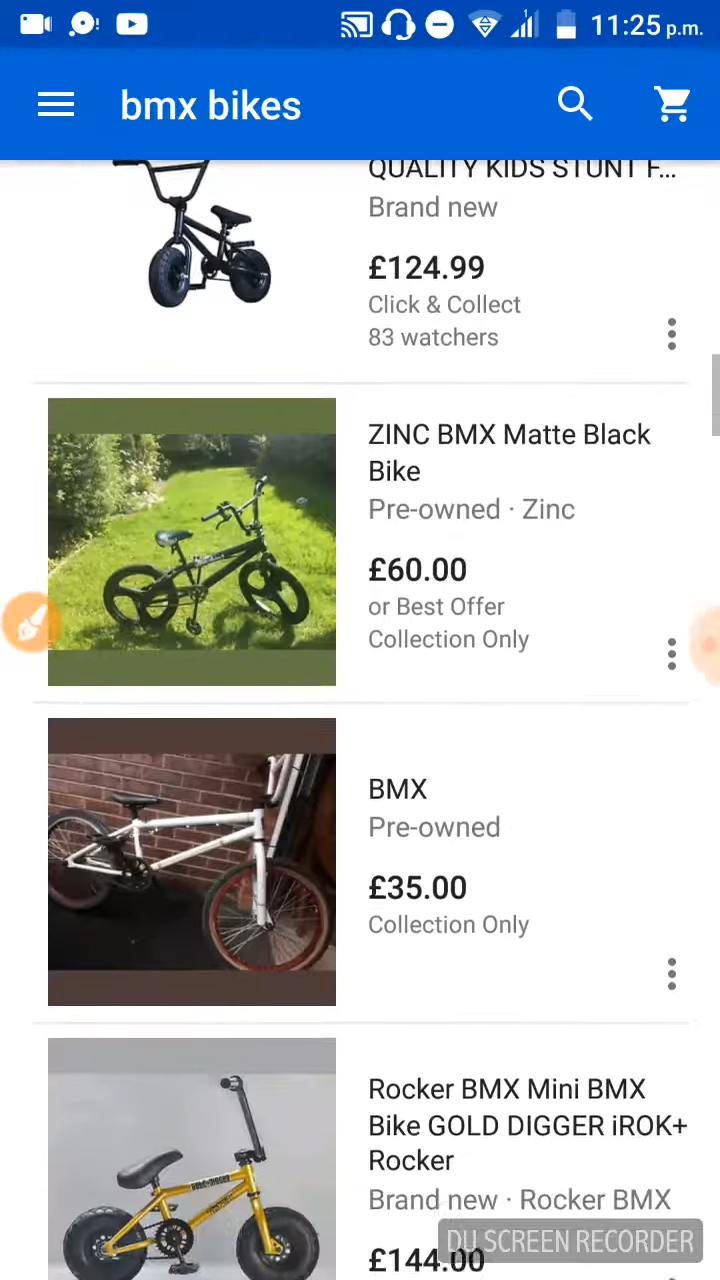 11:25 p.m.
bmx bikes
QUALITY KIDS STUNT F...
Brand new
£124.99
Click & Collect
83 watchers
ZINC BMX Matte Black
Bike
Pre-owned · Zinc
£60.00
or Best Offer
Collection Only
BMX
Pre-owned
£35.00
Collection Only
Rocker BMX Mini BMX
Bike GOLD DIGGER iROK+
Rocker
Brand new · Rocker BMX
£144.00
DU SCREEN RECORDER